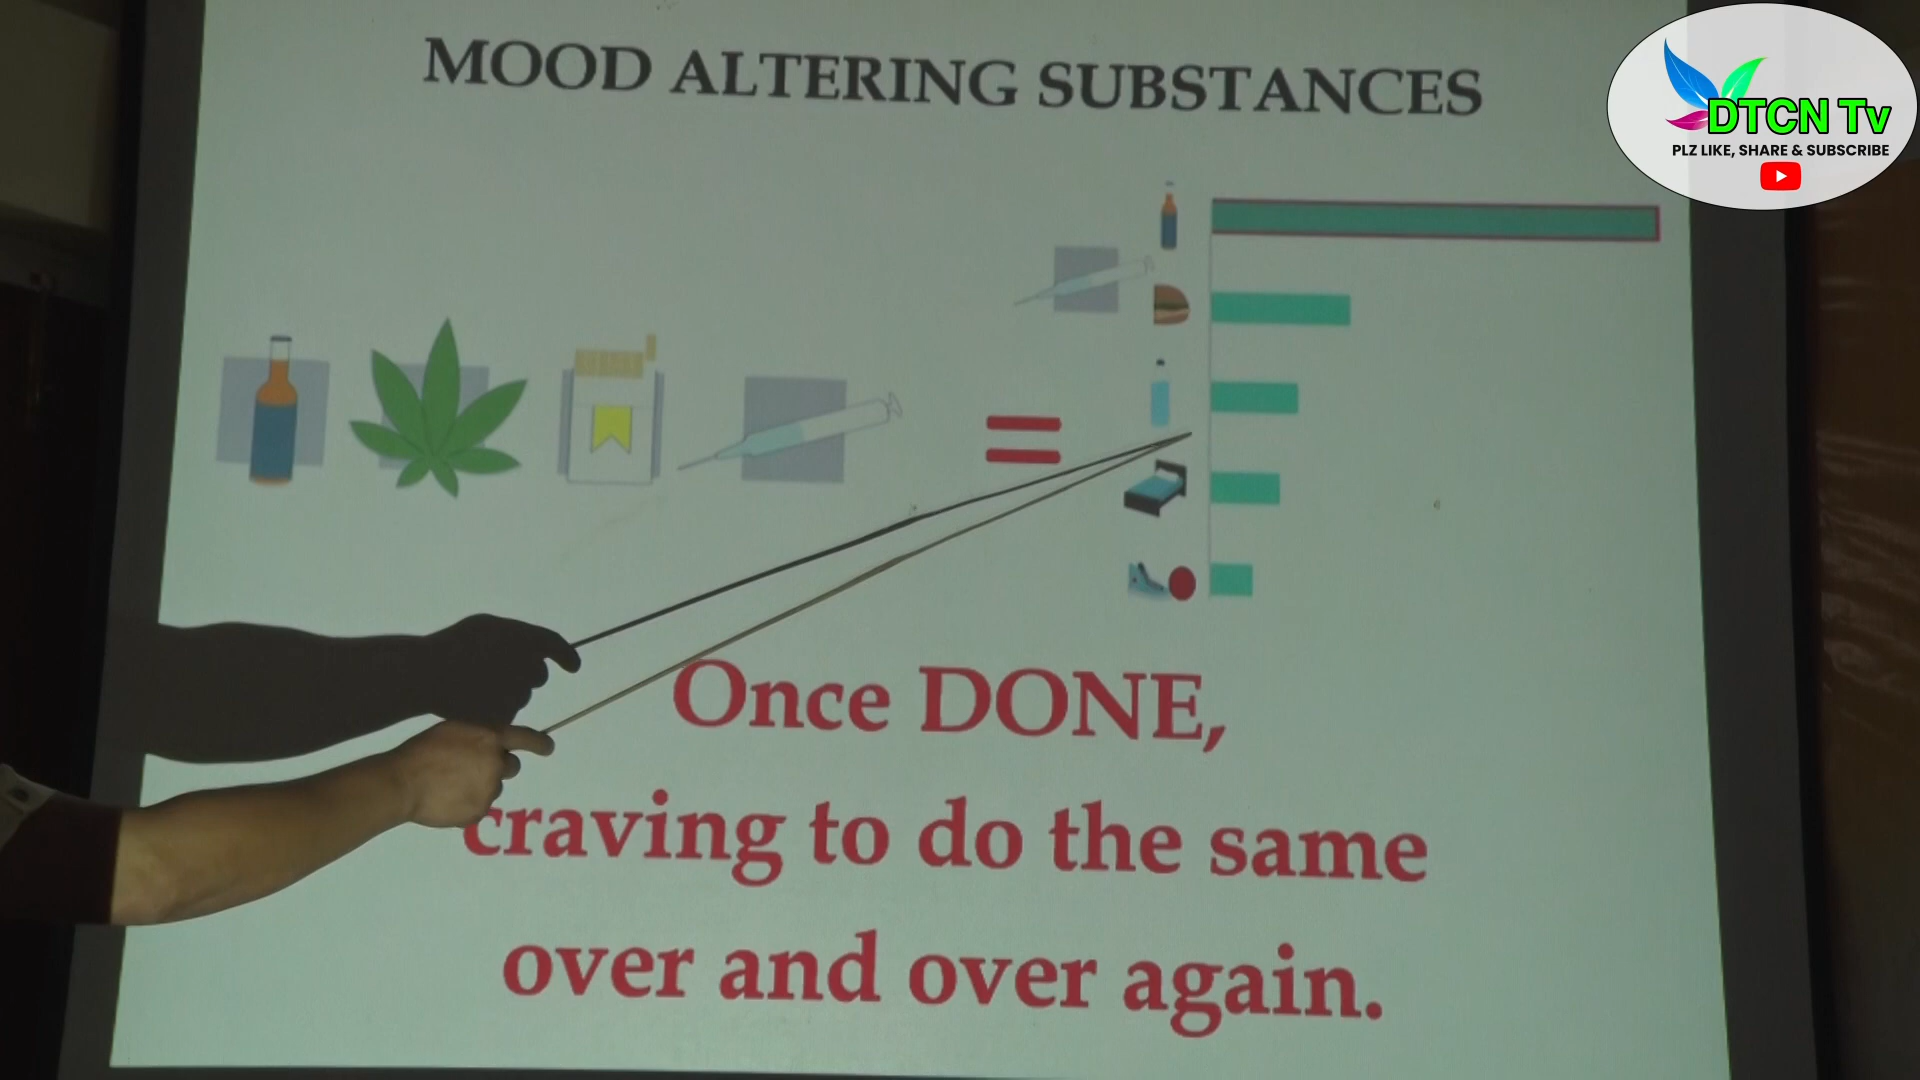 MOOD ALTERING SUBSTANCES
DTCN Tv
PLZ LIKE, SHARE & SUBSCRIBE
Once DONE,
craving to do the same
over and over again.